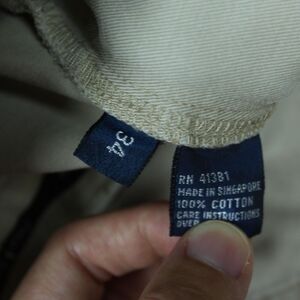 34
RN 41381
MADE IN SINGAPORE
100% COTTON
CARE INSTRUCTIONS
OVER